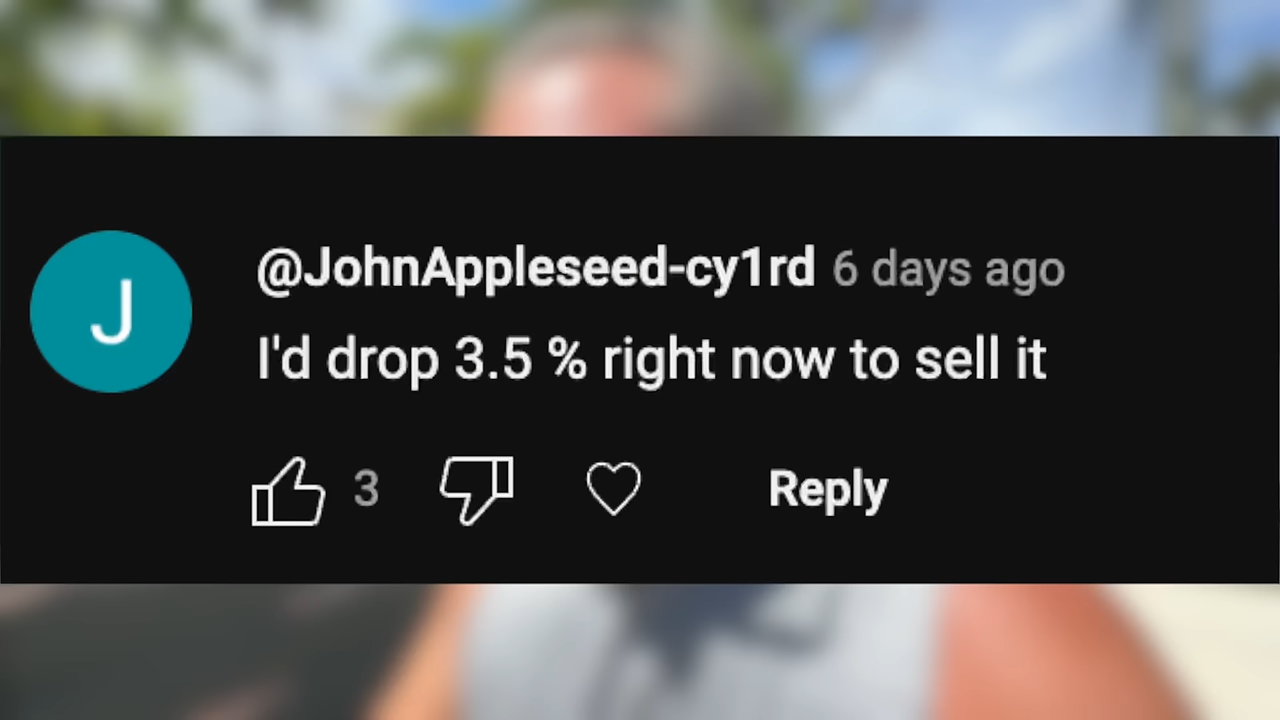 J
@JohnAppleseed-cy1rd 6 days ago
I'd drop 3.5 % right now to sell it
3
Reply